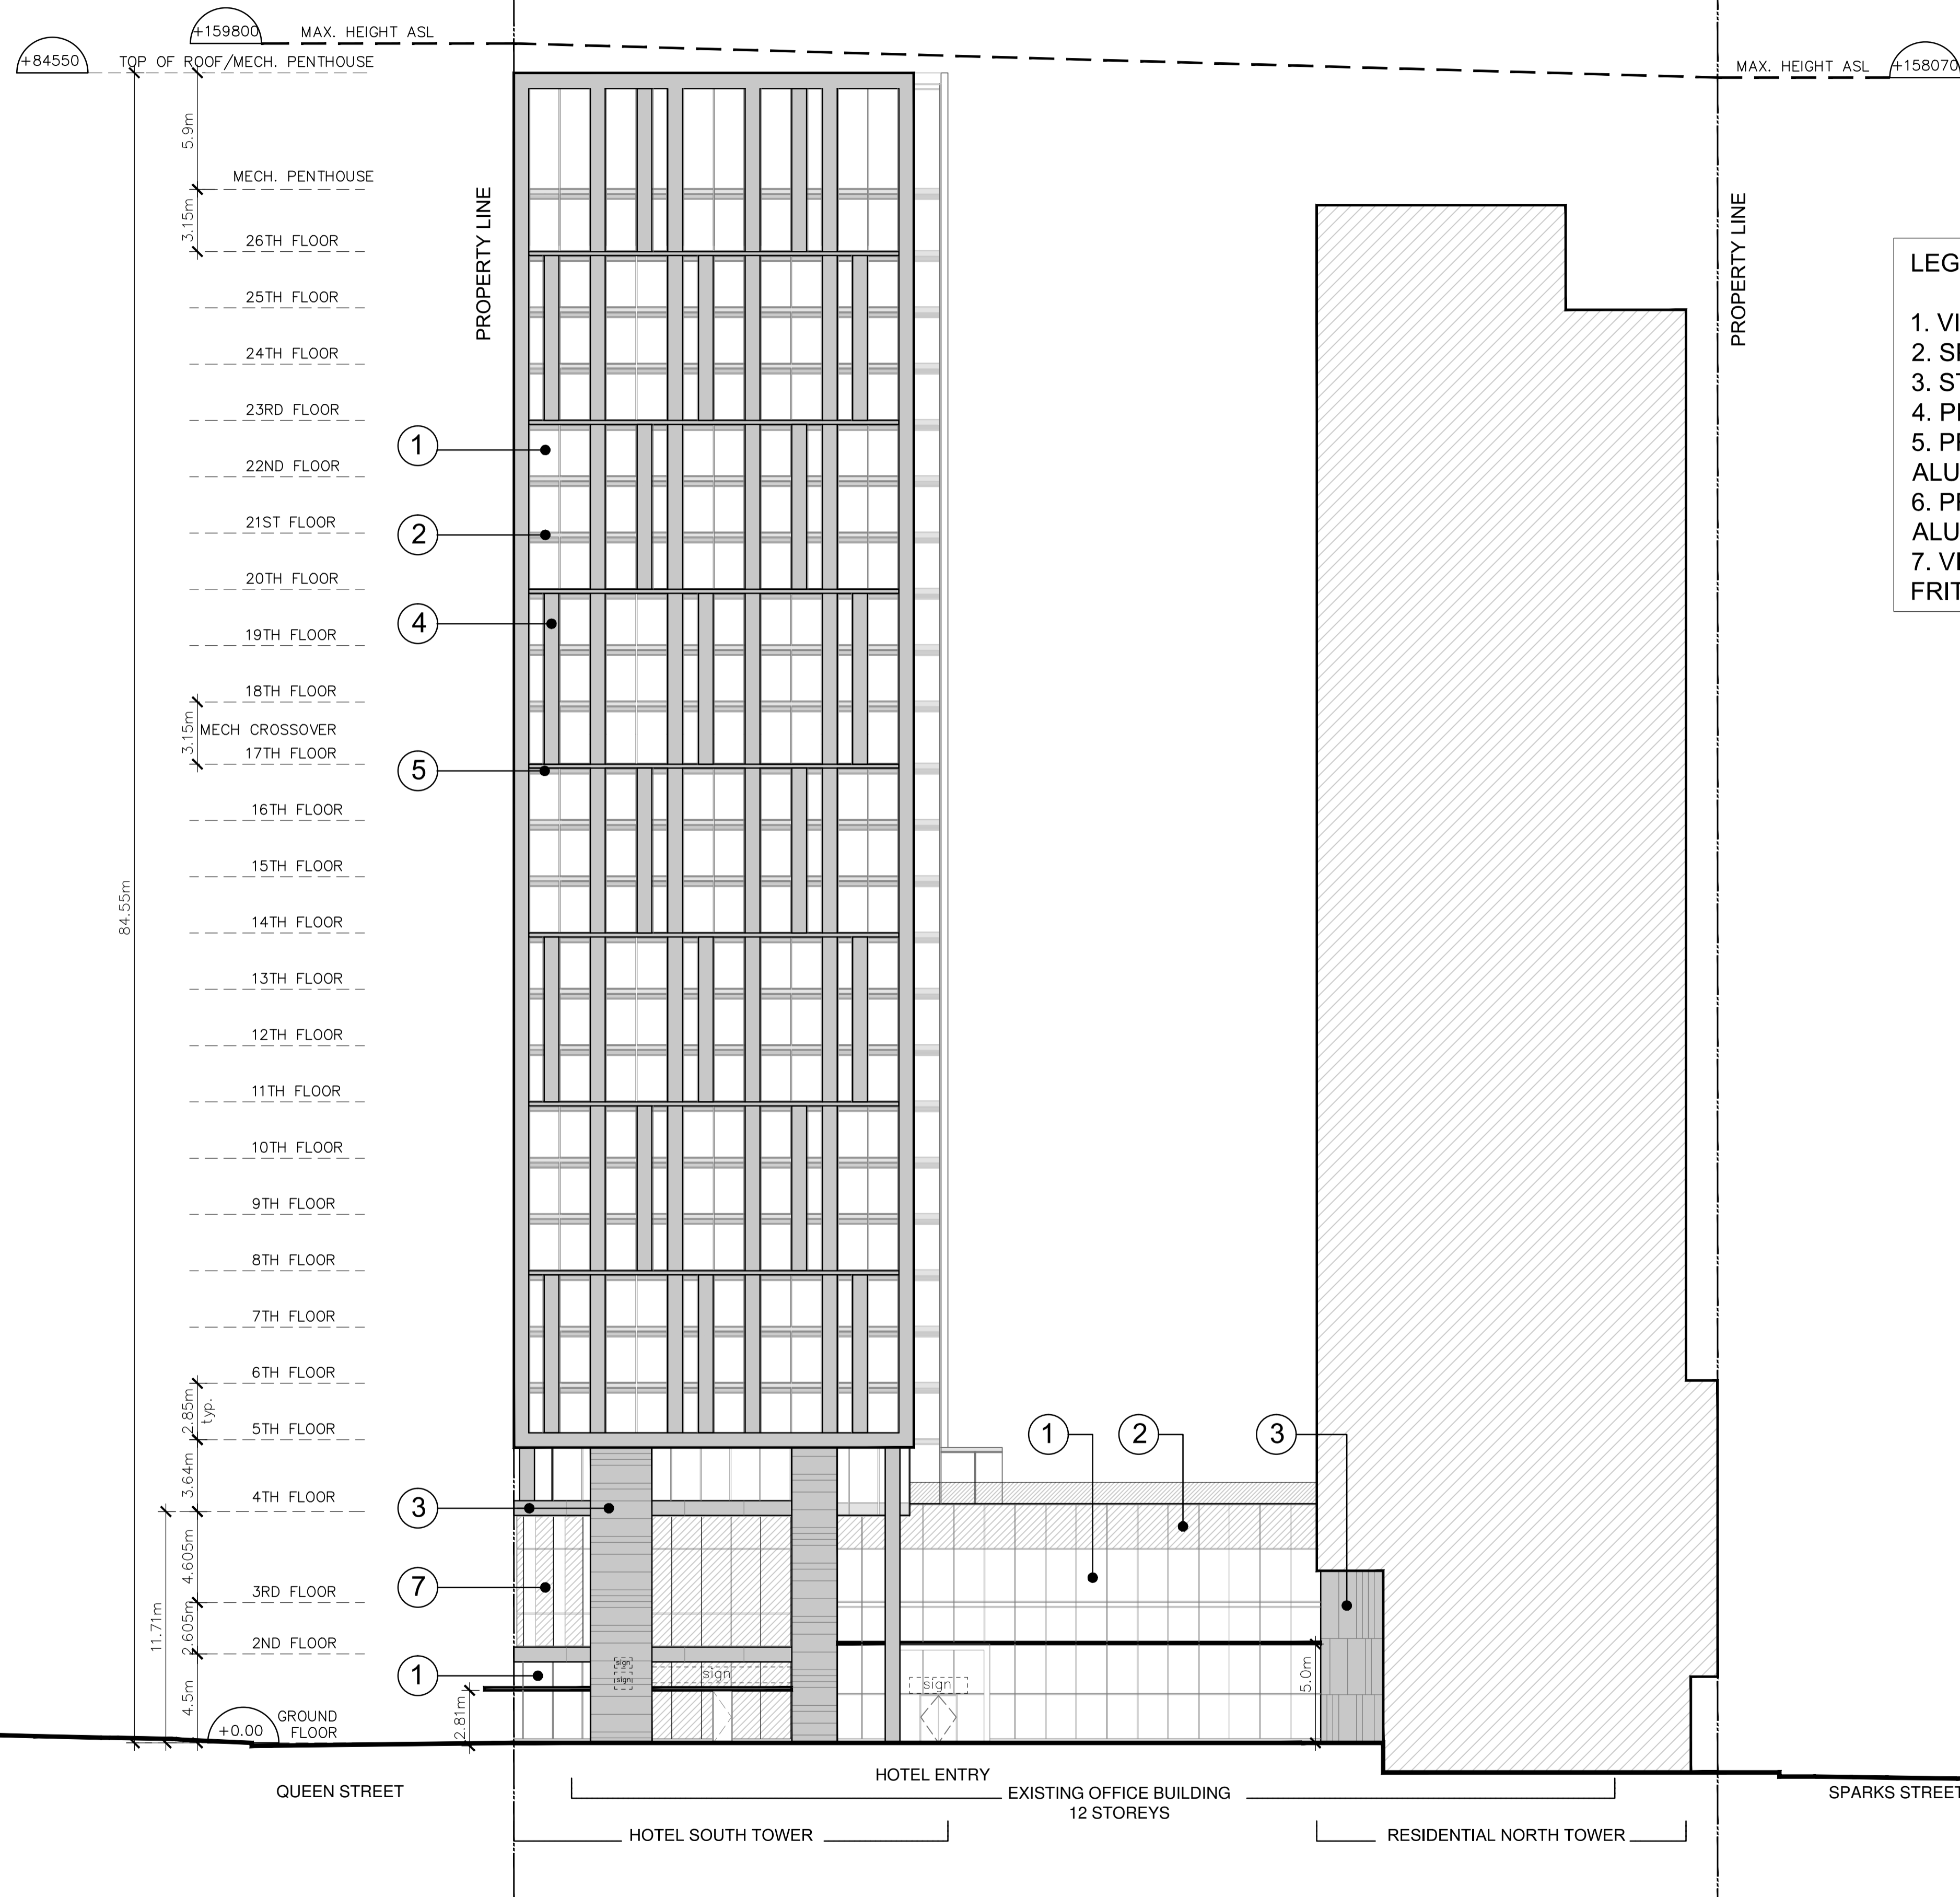 +159800
MAX. HEIGHT ASL
+84550
TOP OF ROOF/MECH. PENTHOUSE
MAX. HEIGHT ASL
+158070
5.9m
MECH. PENTHOUSE
3.15m
26TH FLOOR
PROPERTY LINE
PROPERTY LINE
LEG
1. VI
2. S
3. ST
4. P
5. P
ALU
6. P
ALU
7. VI
FRIT
25TH FLOOR
24TH FLOOR
23RD FLOOR
1
22ND FLOOR
21ST FLOOR
2
20TH FLOOR
4
19TH FLOOR
18TH FLOOR
3.15m
MECH CROSSOVER
17TH FLOOR
5
16TH FLOOR
15TH FLOOR
84.55m
14TH FLOOR
13TH FLOOR
12TH FLOOR
11TH FLOOR
10TH FLOOR
9TH FLOOR
8TH FLOOR
7TH FLOOR
6TH FLOOR
2.85m
typ.
5TH FLOOR
1
2
3
3.64m
4TH FLOOR
3
4.605m
7
3RD FLOOR
11.71m
2.605m
2ND FLOOR
1
sign
sign
sign
sign
5.0m
4.5m
2.81m
+0.00
GROUND
FLOOR
QUEEN STREET
HOTEL ENTRY
EXISTING OFFICE BUILDING
12 STOREYS
SPARKS STREET
HOTEL SOUTH TOWER
RESIDENTIAL NORTH TOWER